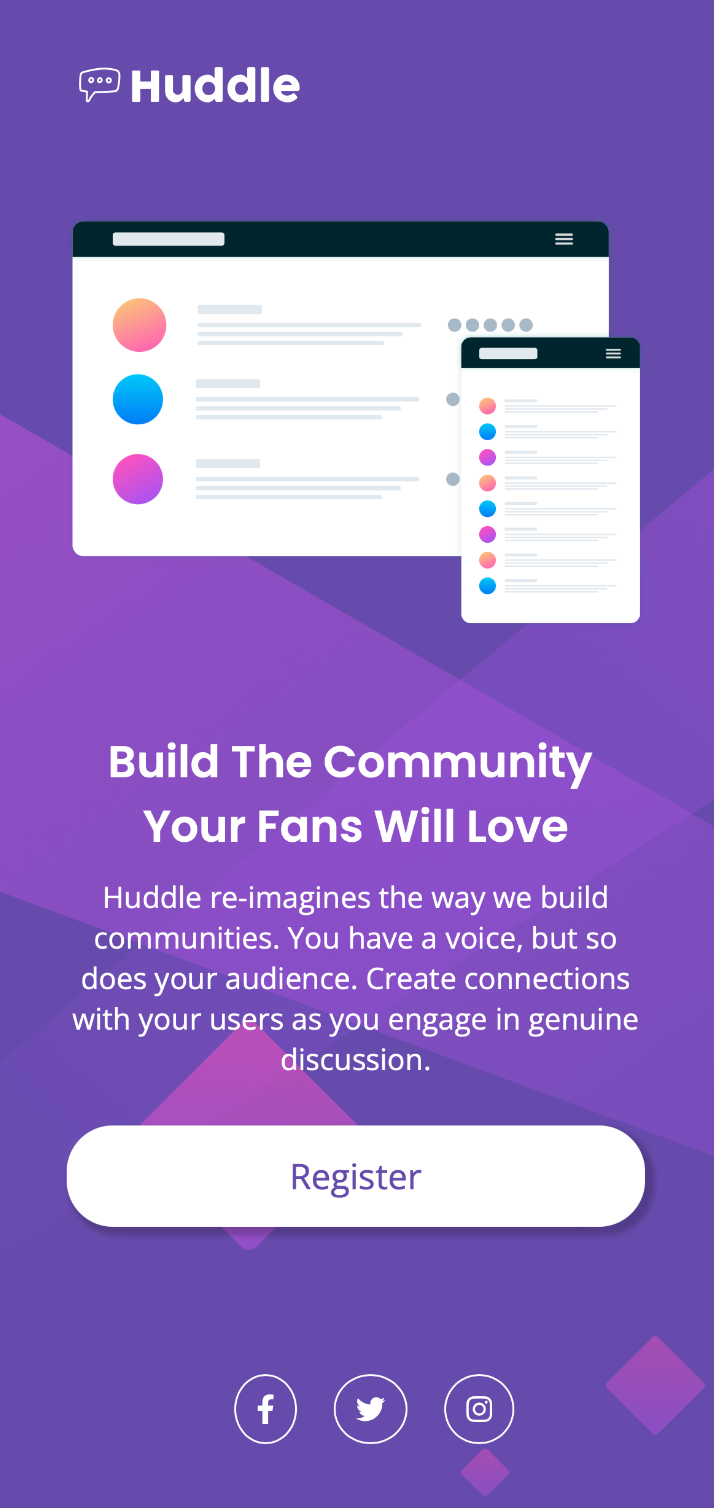 Huddle
Build The Community
Your Fans Will Love
Huddle re-imagines the way we build
communities. You have a voice, but so
does your audience. Create connections
with your users as you engage in genuine
discussion.
Register